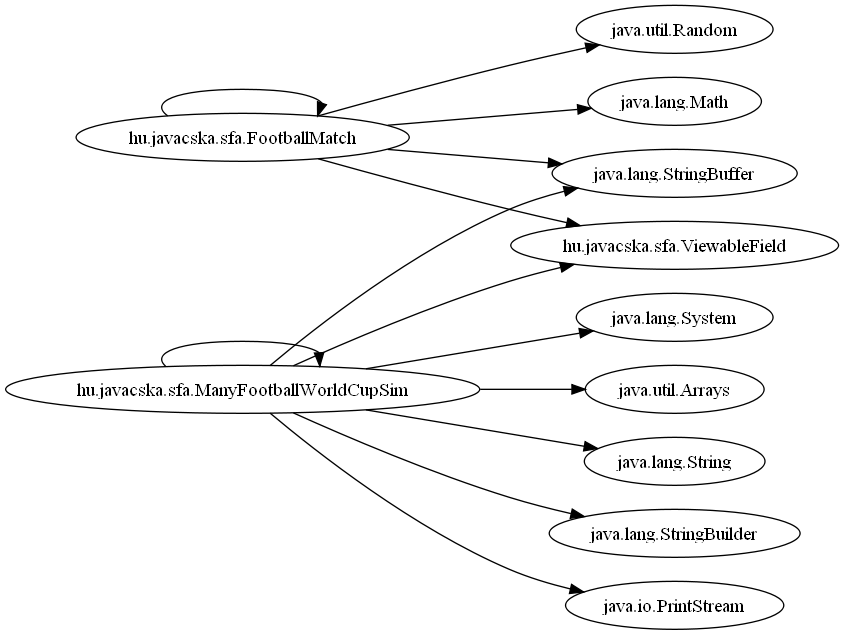 java.util.Random
java.lang.Math
hu.javacska.sfa.FootballMatch
java.lang.StringBuffer
hu.javacska.sfa.ViewableField
java.lang.System
hu.javacska.sfa.ManyFootballWorldCupSim
java.util.Arrays
java.lang.String
java.lang.StringBuilder
java.io.PrintStream